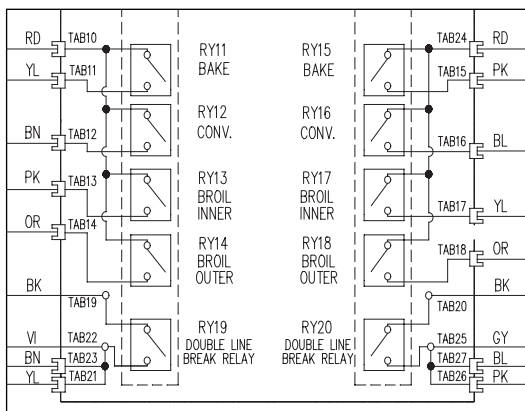 RD TAB10 RY11 BAKE RY15 BAKE TAB24 RD
YL TAB11 TAB15 PK
BN TAB12 RY12 CONV. RY16 CONV. TAB16 BL
PK TAB13 RY13 BROIL INNER RY17 BROIL INNER TAB17 YL
OR TAB14 RY14 BROIL OUTER RY18 BROIL OUTER TAB18 OR
BK TAB19 TAB20 BK
VI TAB22 RY19 DOUBLE LINE BREAK RELAY RY20 DOUBLE LINE BREAK RELAY TAB25 GY
BN TAB23 TAB27 BL
YL TAB21 TAB26 PK